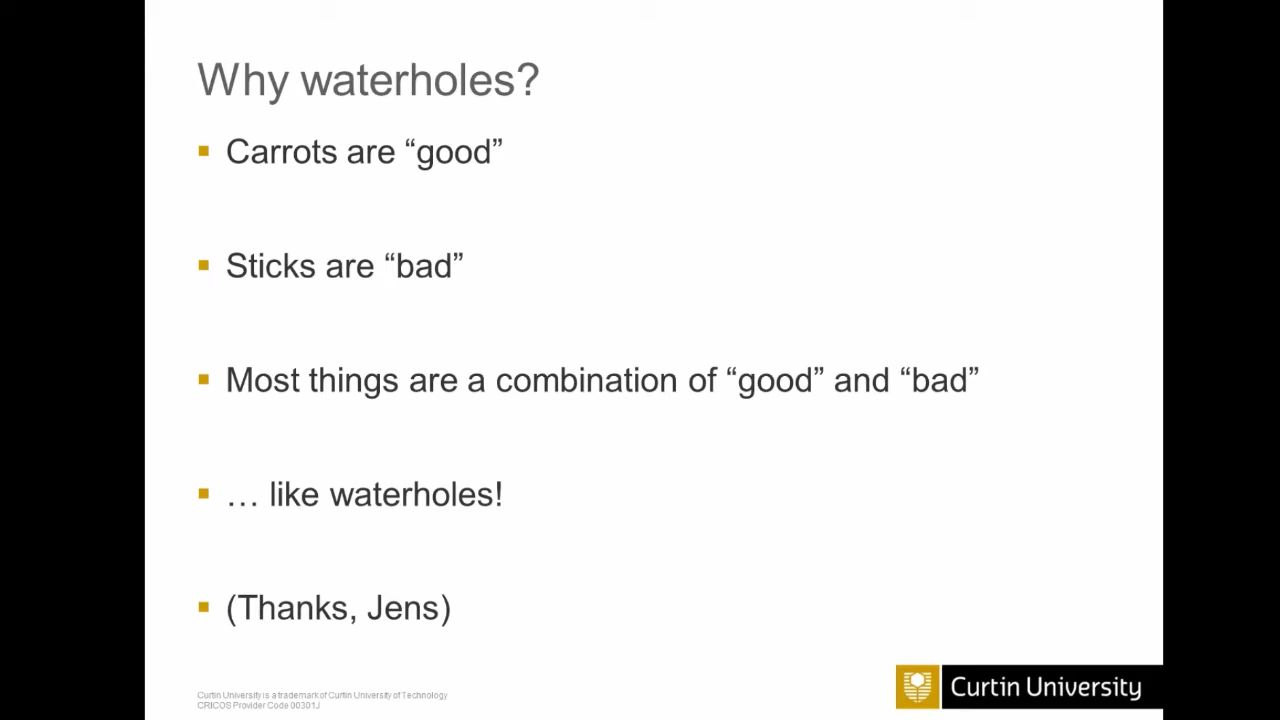 Why waterholes?
Carrots are “good”
Sticks are “bad”
Most things are a combination of “good” and “bad”
… like waterholes!
(Thanks, Jens)
Curtin University is a trademark of Curtin University of Technology
CRICOS Provider Code 00301J
Curtin University